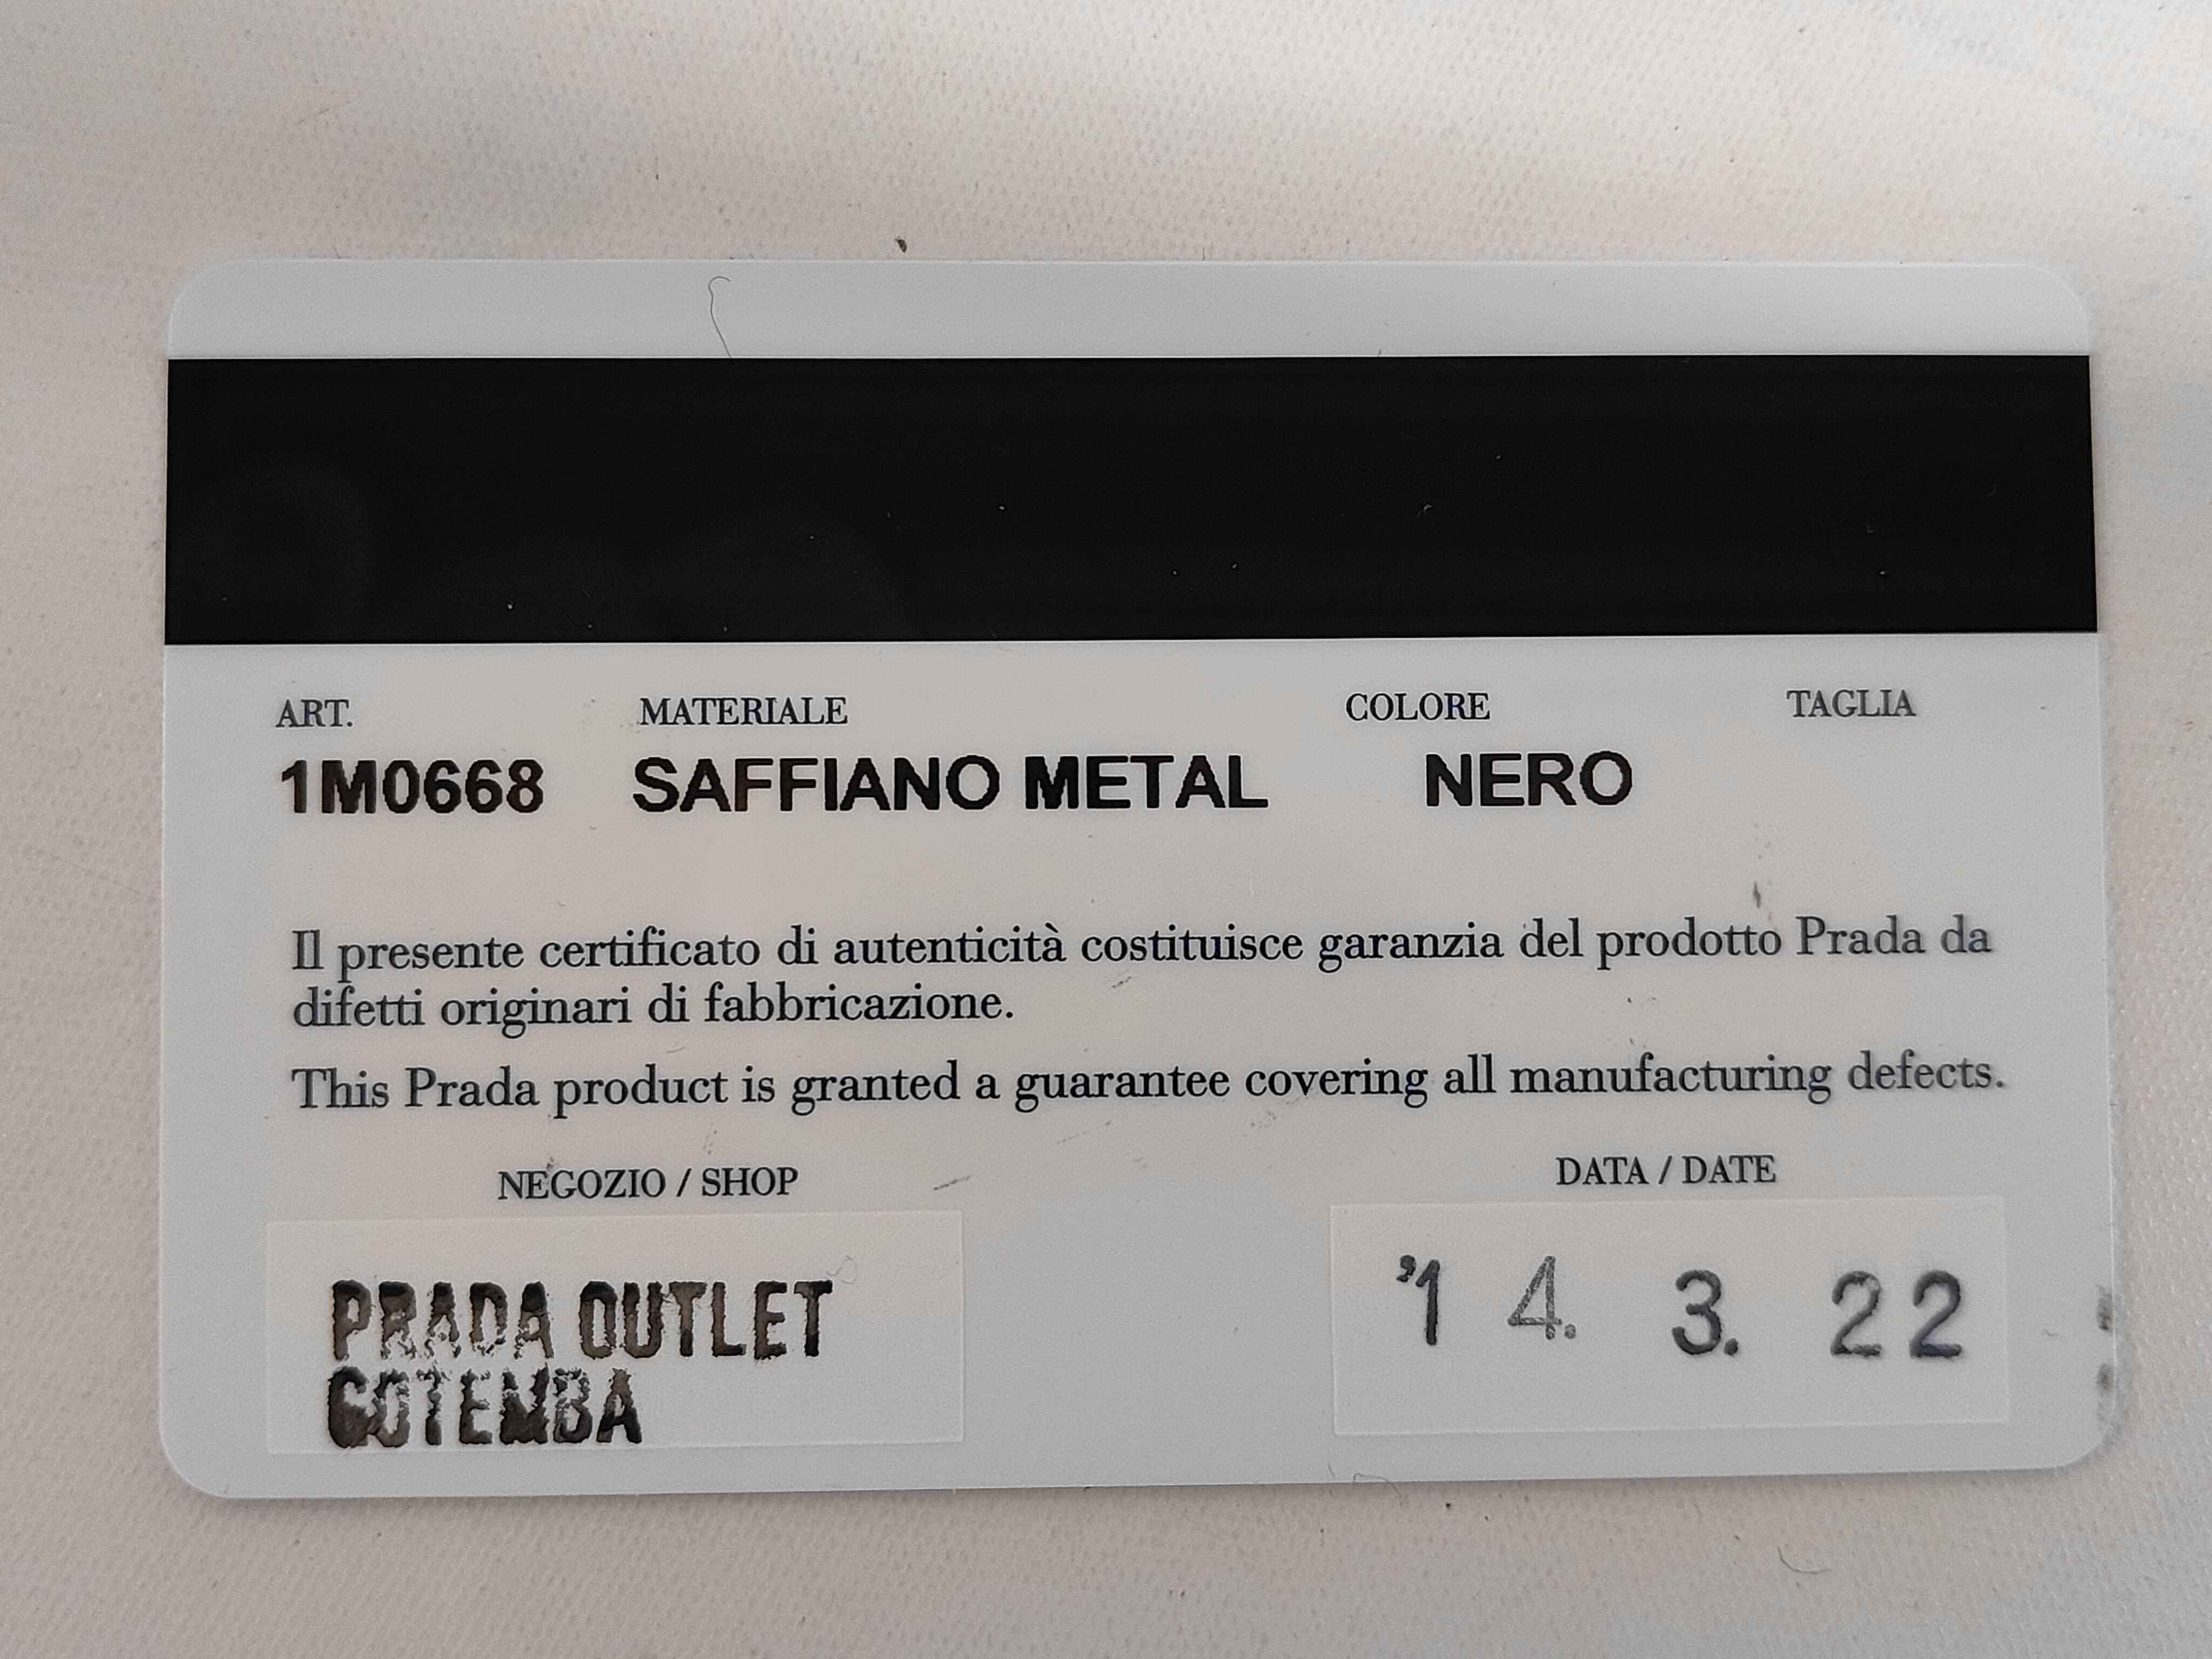 ART. MATERIALE COLORE TAGLIA
1M0668 SAFFIANO METAL NERO
Il presente certificato di autenticità costituisce garanzia del prodotto Prada da
difetti originari di fabbricazione.
This Prada product is granted a guarantee covering all manufacturing defects.
NEGOZIO / SHOP DATA / DATE
PRADA OUTLET '14. 3. 22
GOTEMBA